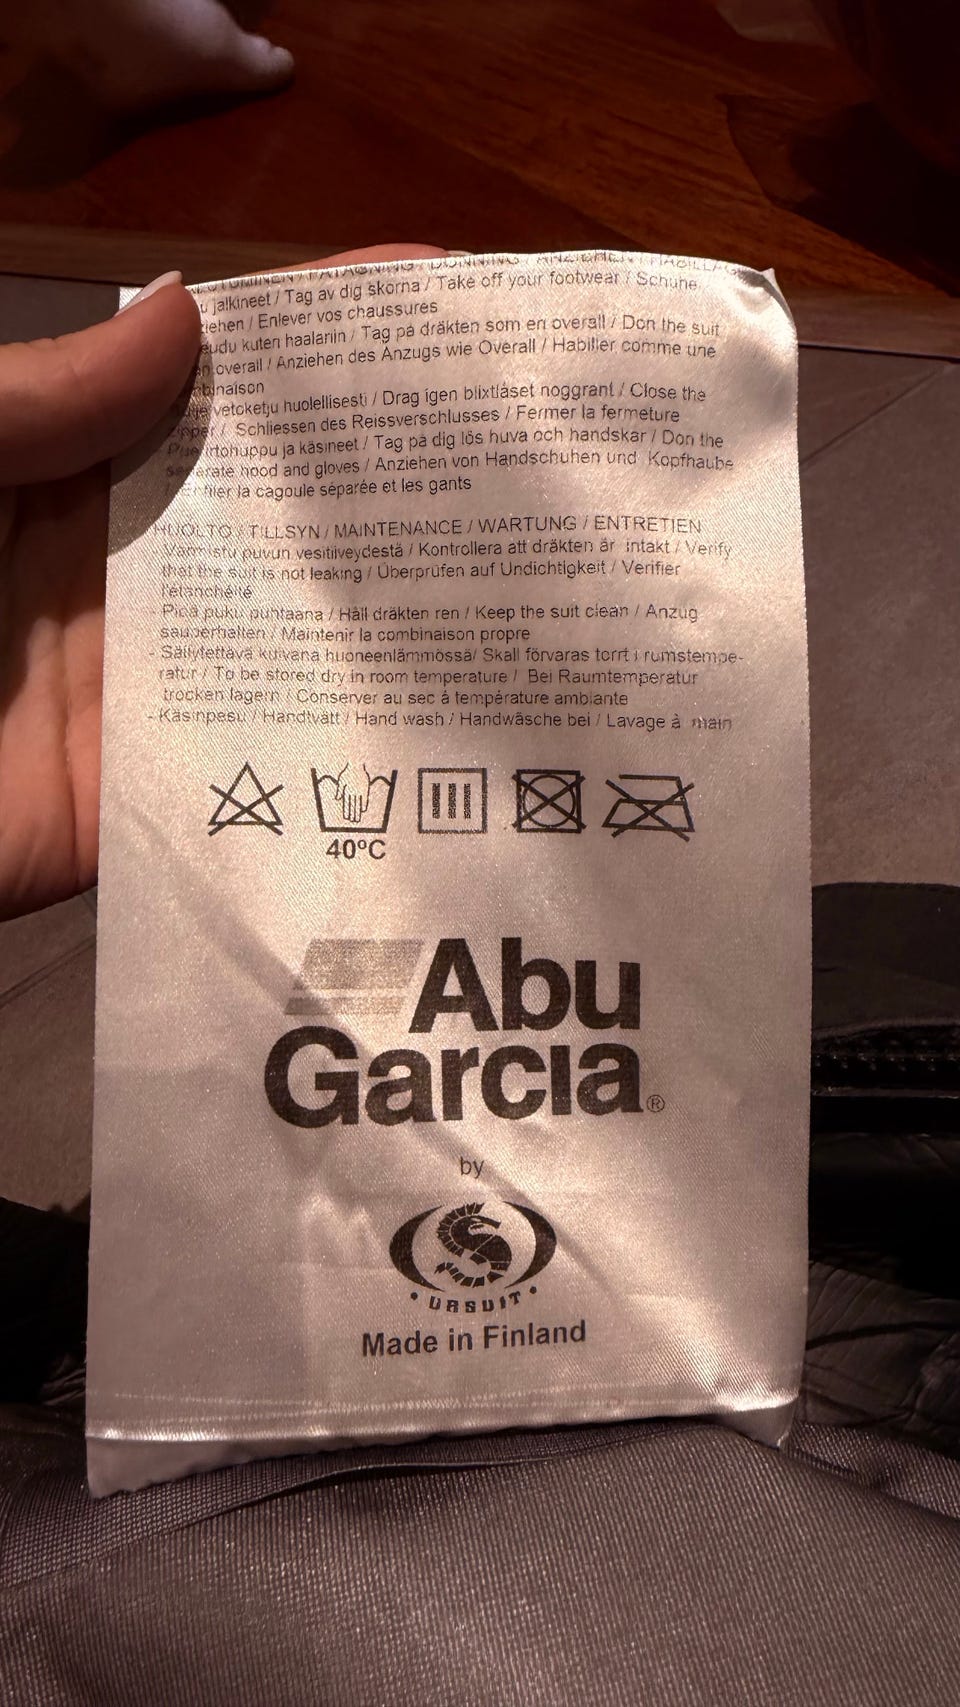 jalkineet / Tag av dig skorna / Take off your footwear / Schuhe
/ Enlever vos chaussures
kuten haalariin / Tag på dräkten som en overall / Don the suit
overall / Anziehen des Anzugs wie Overall / Habiller comme une
vetoketju huolellisesti / Drag igen blixtlåset noggrant / Close the
/ Schliessen des Reissverschlusses / Fermer la fermeture
ja käsineet / Tag på dig lös huva och handskar / Don the
hood and gloves / Anziehen von Handschuhen und Kopfhaube
la cagoule séparée et les gants
HUOLTO / TILLSYN / MAINTENANCE / WARTUNG / ENTRETIEN
- Varmistu puvun vesitiiveydestä / Kontrollera att dräkten är intakt / Verify
that the suit is not leaking / Überprüfen auf Undichtigkeit / Verifier
l'étanchéité
- Pidä puku puhtaana / Håll dräkten ren / Keep the suit clean / Anzug
sauberhalten / Maintenir la combinaison propre
- Säilytettävä kuivana huoneenlämmössä/ Skall förvaras torrt i rumstempe-
ratur / To be stored dry in room temperature / Bei Raumtemperatur
trocken lagern / Conserver au sec á température ambiante
- Käsinpesu / Handtvätt / Hand wash / Handwäsche bei / Lavage à main
40°C
Abu
Garcia®
by
• URSUIT •
Made in Finland